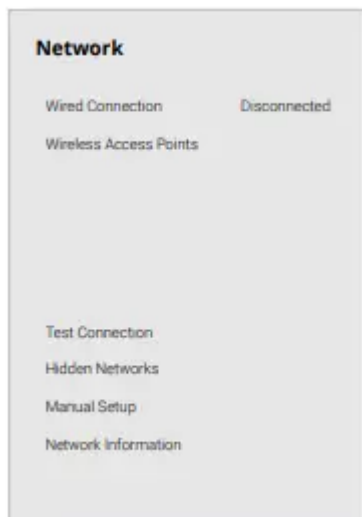 Network
Wired Connection Disconnected
Wireless Access Points
Test Connection
Hidden Networks
Manual Setup
Network Information